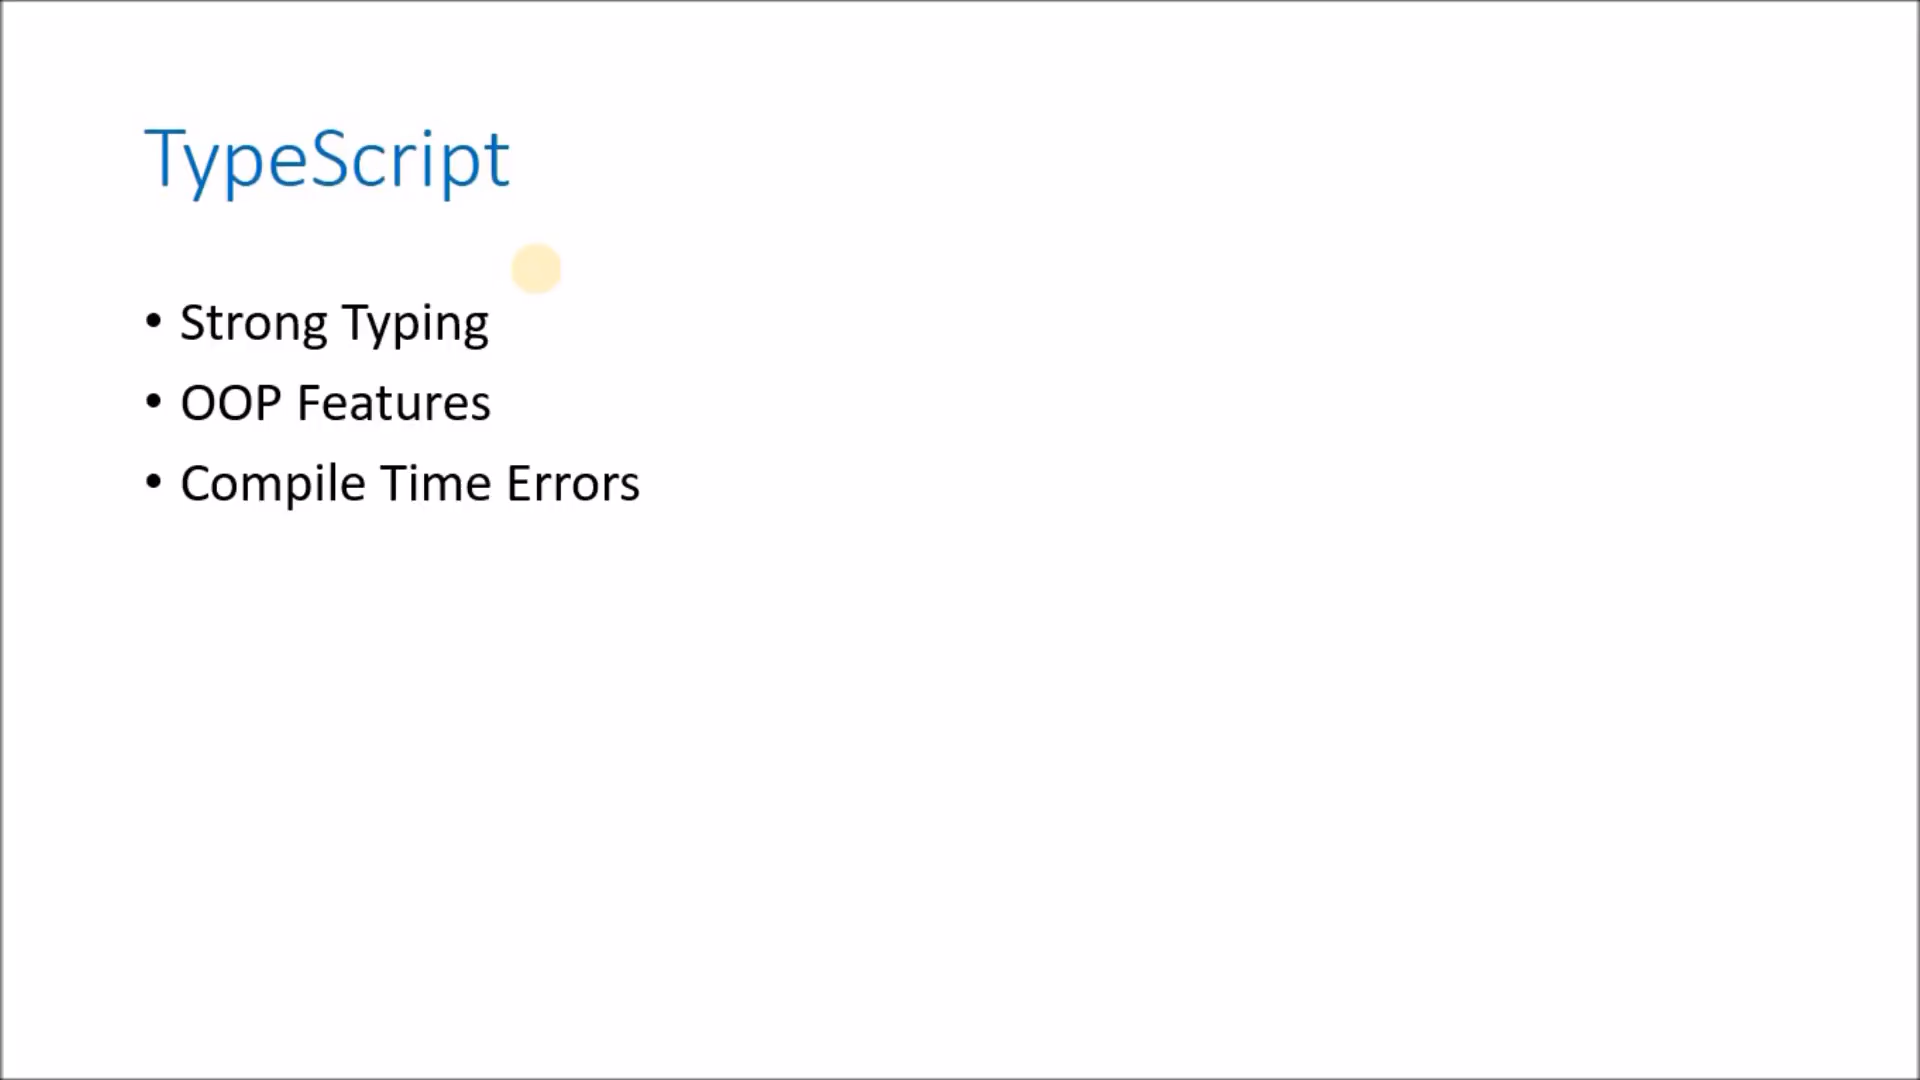 TypeScript
• Strong Typing
• OOP Features
• Compile Time Errors